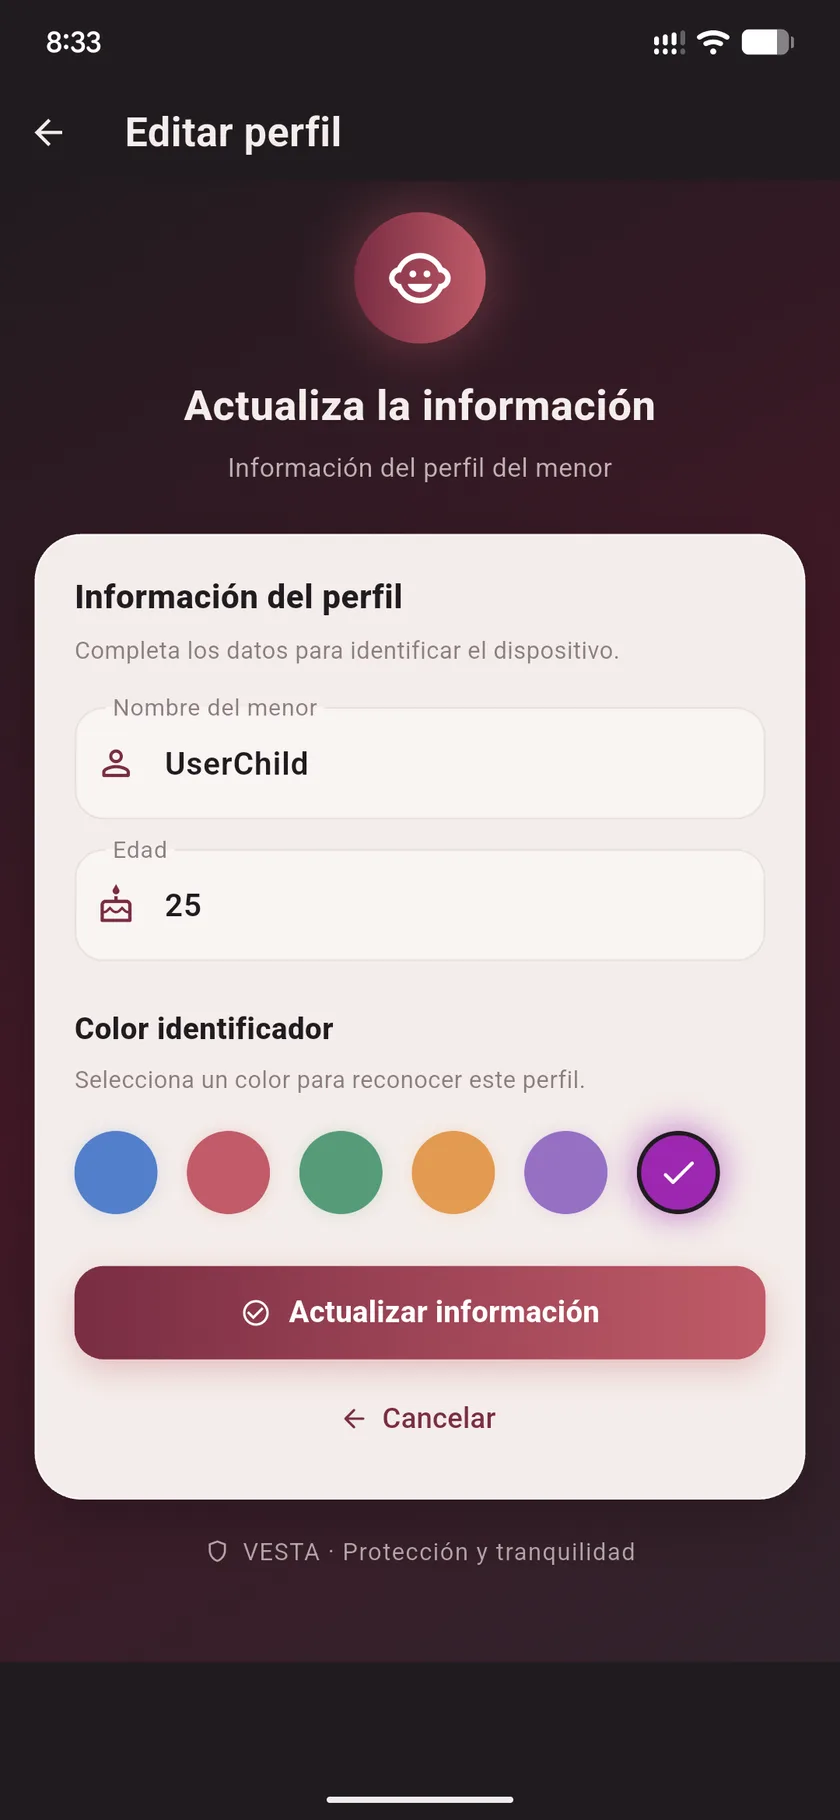 8:33
Editar perfil
Actualiza la información
Información del perfil del menor
Información del perfil
Completa los datos para identificar el dispositivo.
Nombre del menor
UserChild
Edad
25
Color identificador
Selecciona un color para reconocer este perfil.
Actualizar información
Cancelar
VESTA · Protección y tranquilidad